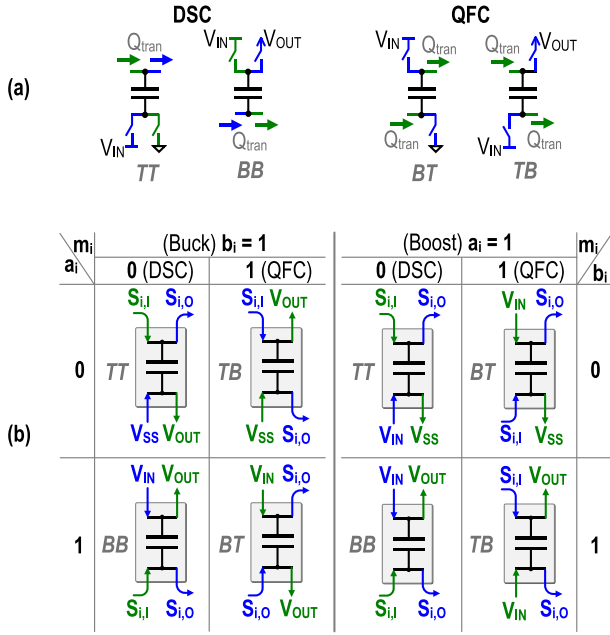 DSC QFC
(a)
Q_tran V_IN V_OUT V_IN Q_tran Q_tran V_OUT
V_IN Q_tran Q_tran V_IN Q_tran
TT BB BT TB
m_i (Buck) b_i = 1 (Boost) a_i = 1 m_i
a_i 0 (DSC) 1 (QFC) 0 (DSC) 1 (QFC) b_i
S_i,I S_i,O S_i,I V_OUT S_i,I S_i,O V_IN S_i,O
0 TT TB TT BT 0
V_SS V_OUT V_SS S_i,O V_IN V_SS S_i,I V_SS
(b)
V_IN V_OUT V_IN S_i,O V_IN V_OUT S_i,I V_OUT
1 BB BT BB TB 1
S_i,I S_i,O S_i,O V_OUT S_i,I S_i,O V_IN S_i,O